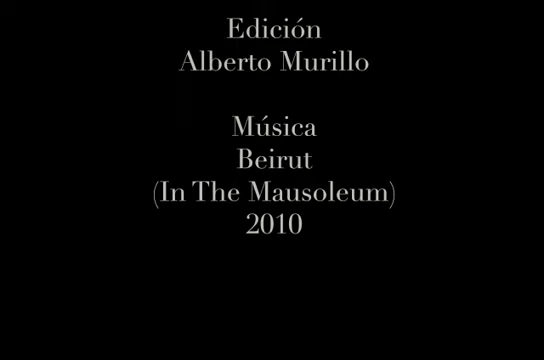 Edición
Alberto Murillo
Música
Beirut
(In The Mausoleum)
2010